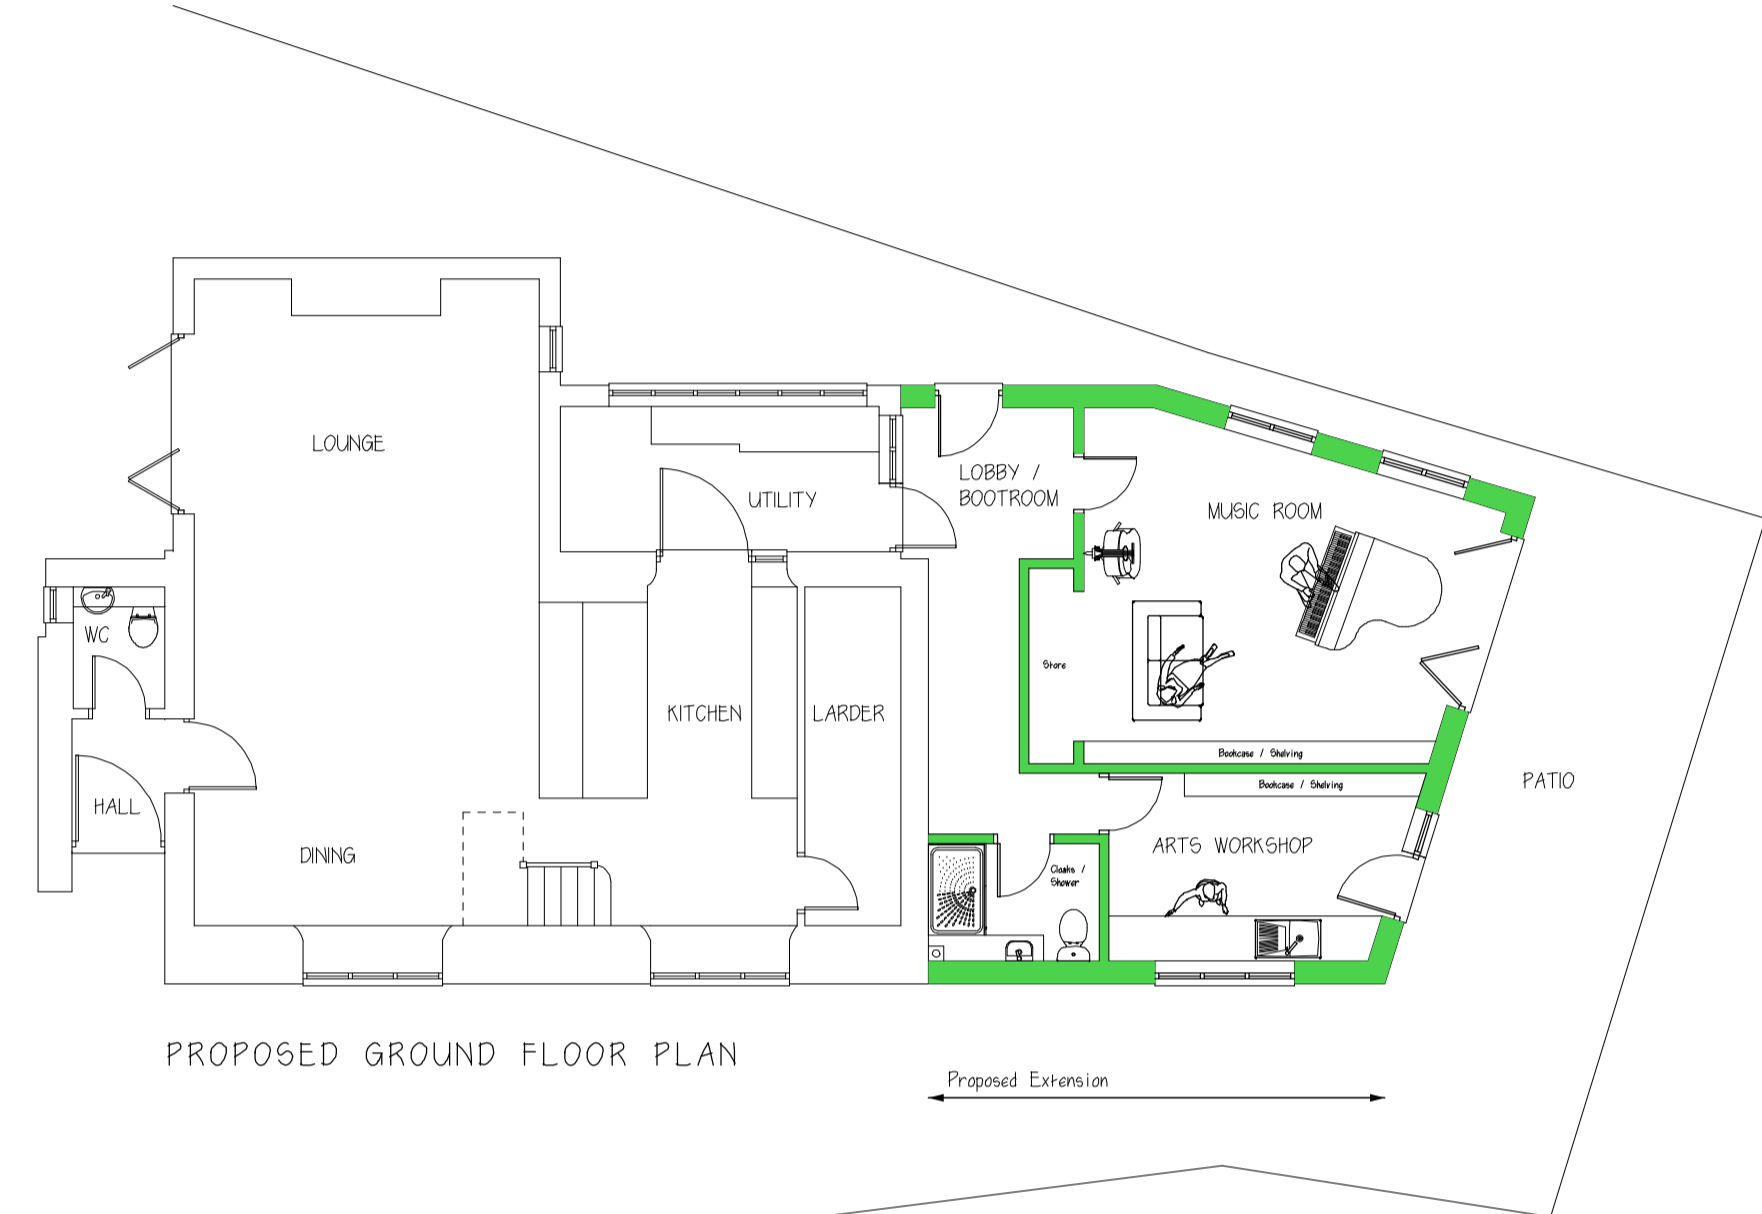 LOUNGE
UTILITY
LOBBY /
BOOTROOM
MUSIC ROOM
WC
Store
KITCHEN
LARDER
Bookcase / Shelving
Bookcase / Shelving
PATIO
HALL
DINING
ARTS WORKSHOP
Cloaks /
Shower
PROPOSED GROUND FLOOR PLAN
Proposed Extension